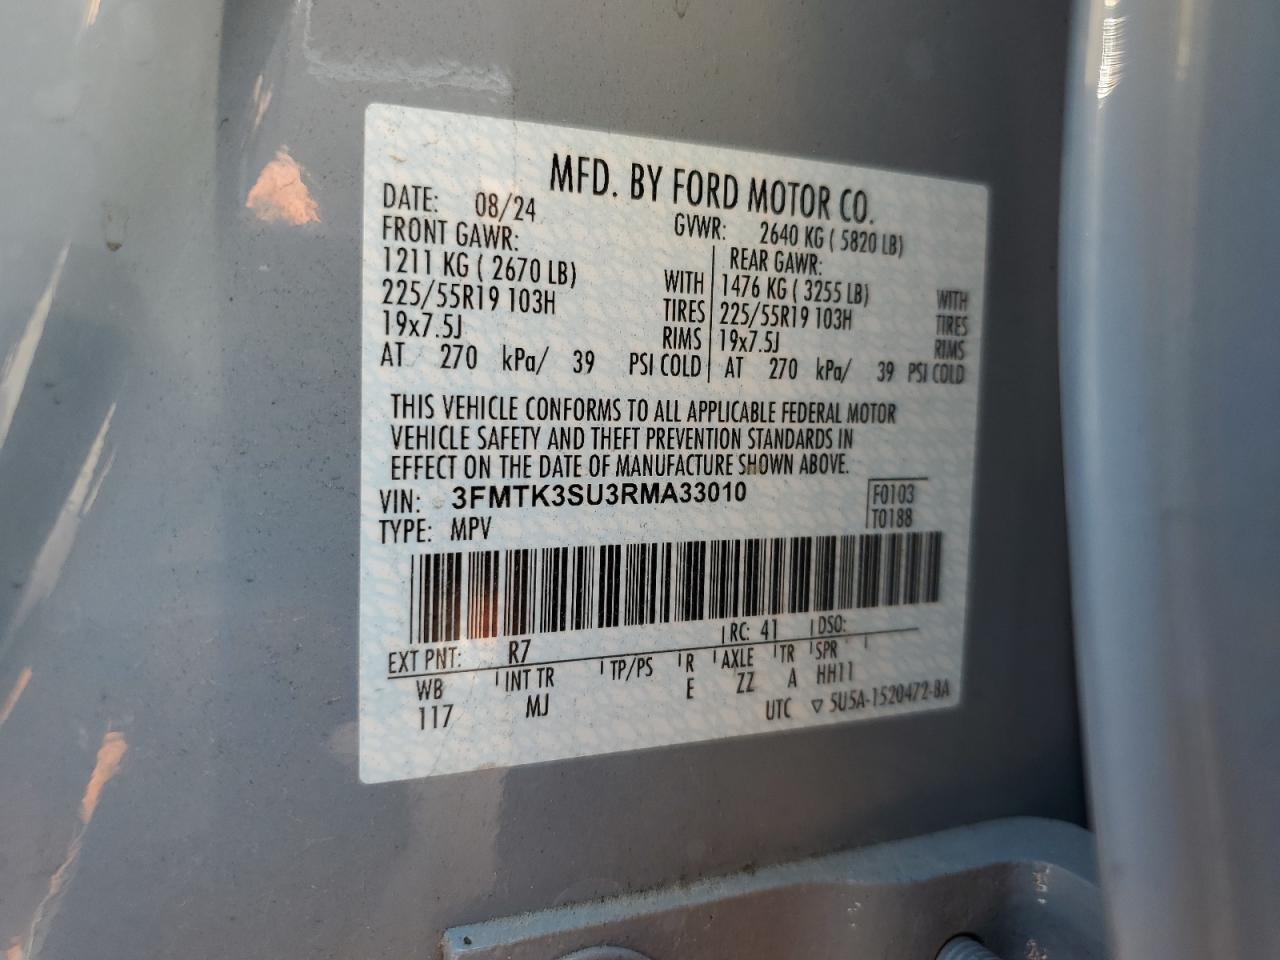 MFD. BY FORD MOTOR CO.
DATE: 08/24 GVWR: 2640 KG ( 5820 LB)
FRONT GAWR: REAR GAWR:
1211 KG ( 2670 LB) WITH 1476 KG ( 3255 LB) WITH
225/55R19 103H TIRES 225/55R19 103H TIRES
19x7.5J RIMS 19x7.5J RIMS
AT 270 kPa/ 39 PSI COLD AT 270 kPa/ 39 PSI COLD
THIS VEHICLE CONFORMS TO ALL APPLICABLE FEDERAL MOTOR
VEHICLE SAFETY AND THEFT PREVENTION STANDARDS IN
EFFECT ON THE DATE OF MANUFACTURE SHOWN ABOVE.
VIN: 3FMTK3SU3RMA33010 F0103
TYPE: MPV T0188
EXT PNT: R7 RC: 41 DSO:
WB INT TR TP/PS R AXLE TR SPR
117 MJ E ZZ A HH11
UTC ▽ 5U5A-1520472-BA